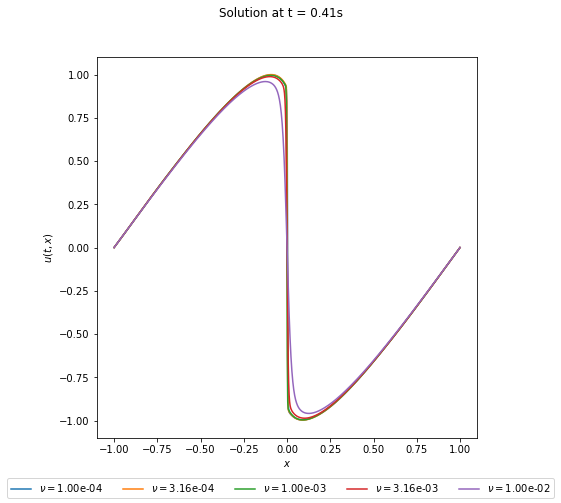 Solution at t = 0.41s
1.00
0.75
0.50
0.25
0.00
−0.25
−0.50
−0.75
−1.00
u(t, x)
−1.00 −0.75 −0.50 −0.25 0.00 0.25 0.50 0.75 1.00
x
ν = 1.00e-04 ν = 3.16e-04 ν = 1.00e-03 ν = 3.16e-03 ν = 1.00e-02